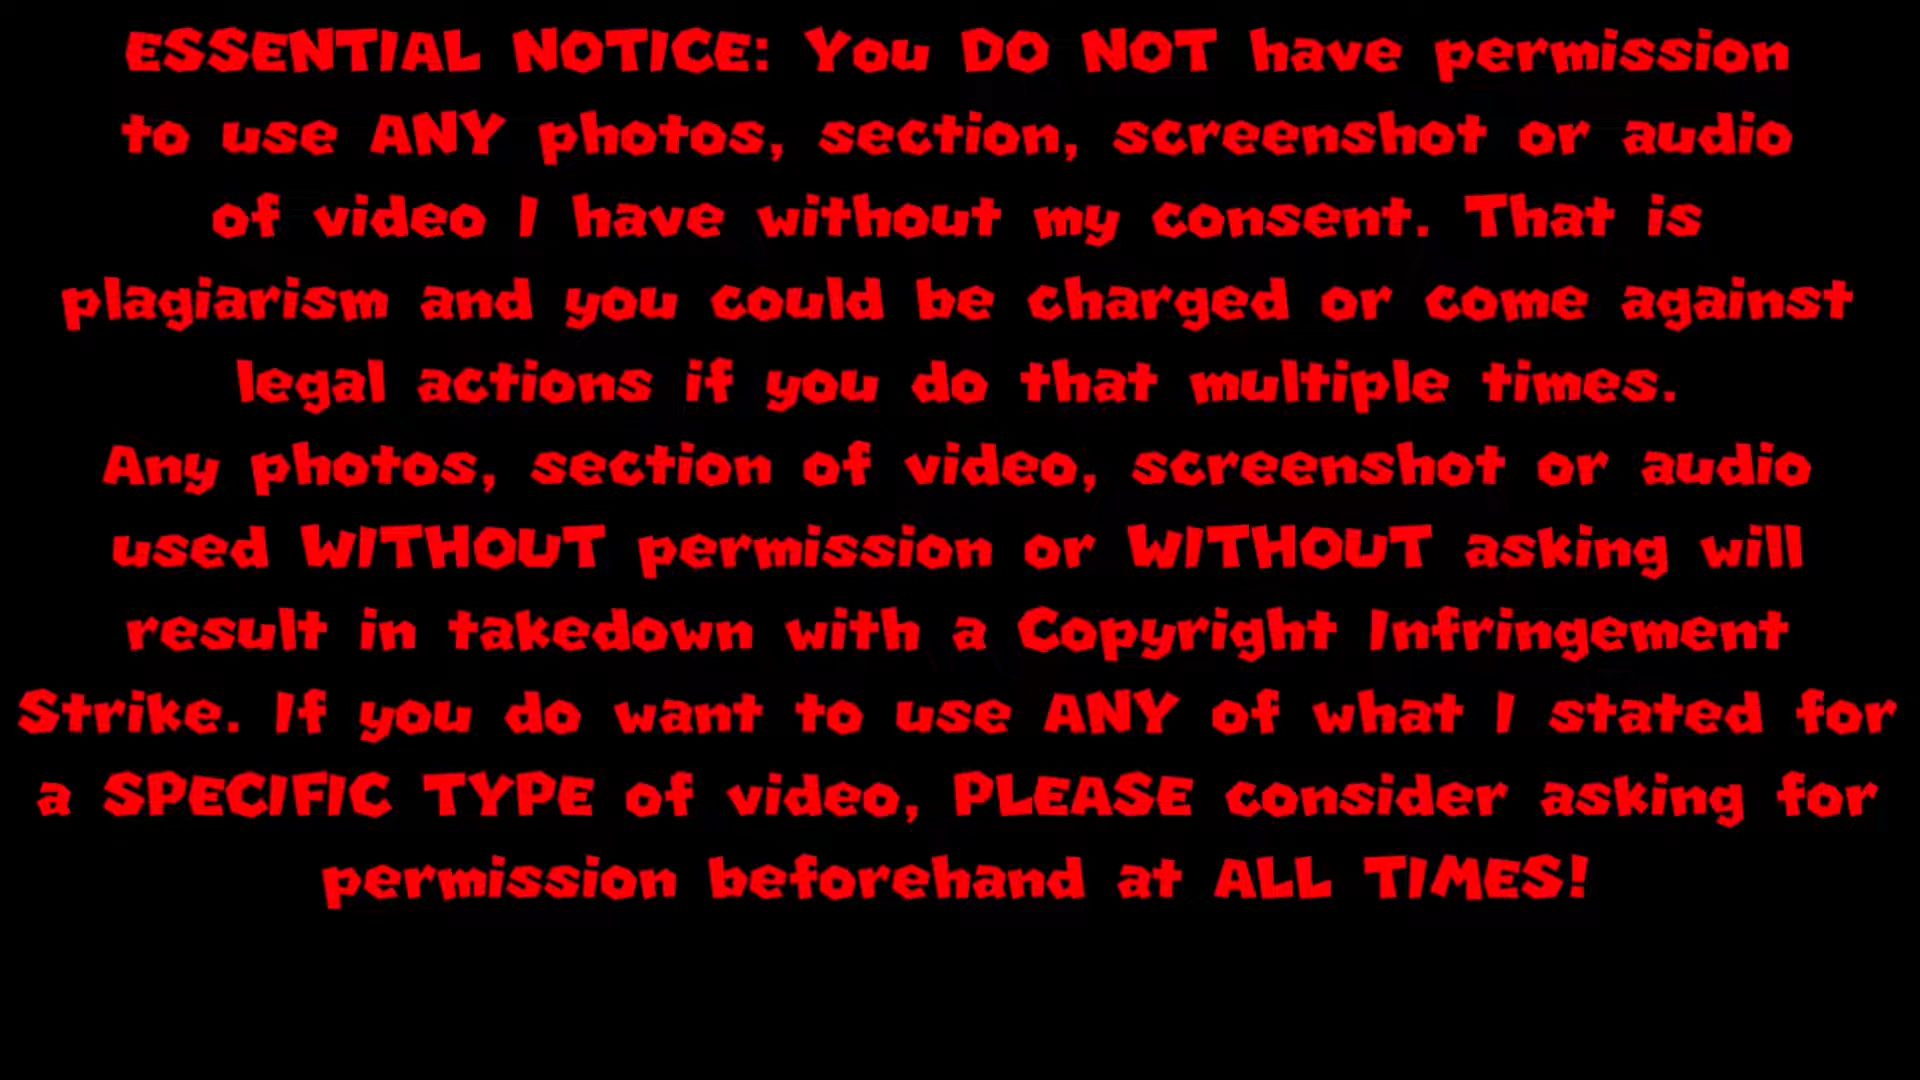 ESSENTIAL NOTICE: You DO NOT have permission
to use ANY photos, section, screenshot or audio
of video I have without my consent. That is
plagiarism and you could be charged or come against
legal actions if you do that multiple times.
Any photos, section of video, screenshot or audio
used WITHOUT permission or WITHOUT asking will
result in takedown with a Copyright Infringement
Strike. If you do want to use ANY of what I stated for
a SPECIFIC TYPE of video, PLEASE consider asking for
permission beforehand at ALL TIMES!